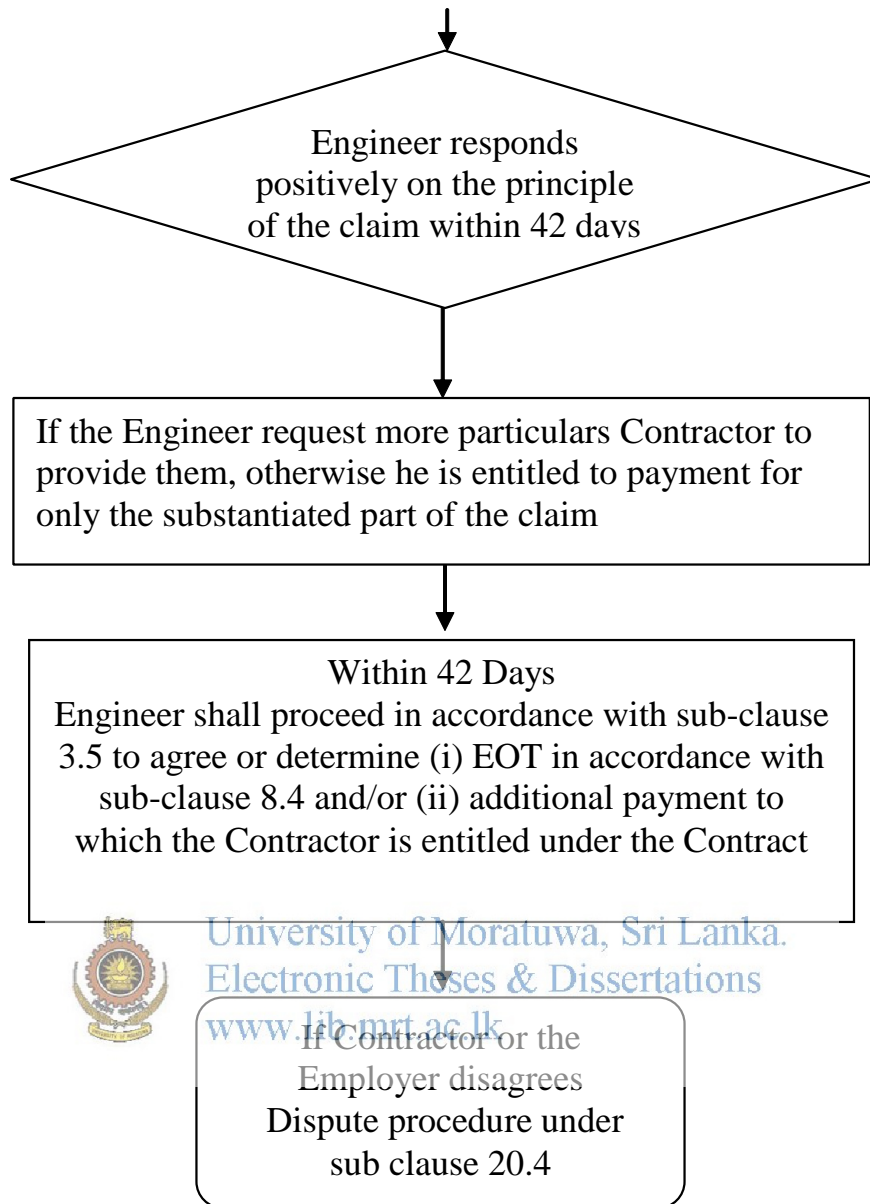 Engineer responds
positively on the principle
of the claim within 42 days
If the Engineer request more particulars Contractor to
provide them, otherwise he is entitled to payment for
only the substantiated part of the claim
Within 42 Days
Engineer shall proceed in accordance with sub-clause
3.5 to agree or determine (i) EOT in accordance with
sub-clause 8.4 and/or (ii) additional payment to
which the Contractor is entitled under the Contract
University of Moratuwa, Sri Lanka.
Electronic Theses & Dissertations
www.lib.mrt.ac.lk
If Contractor or the
Employer disagrees
Dispute procedure under
sub clause 20.4